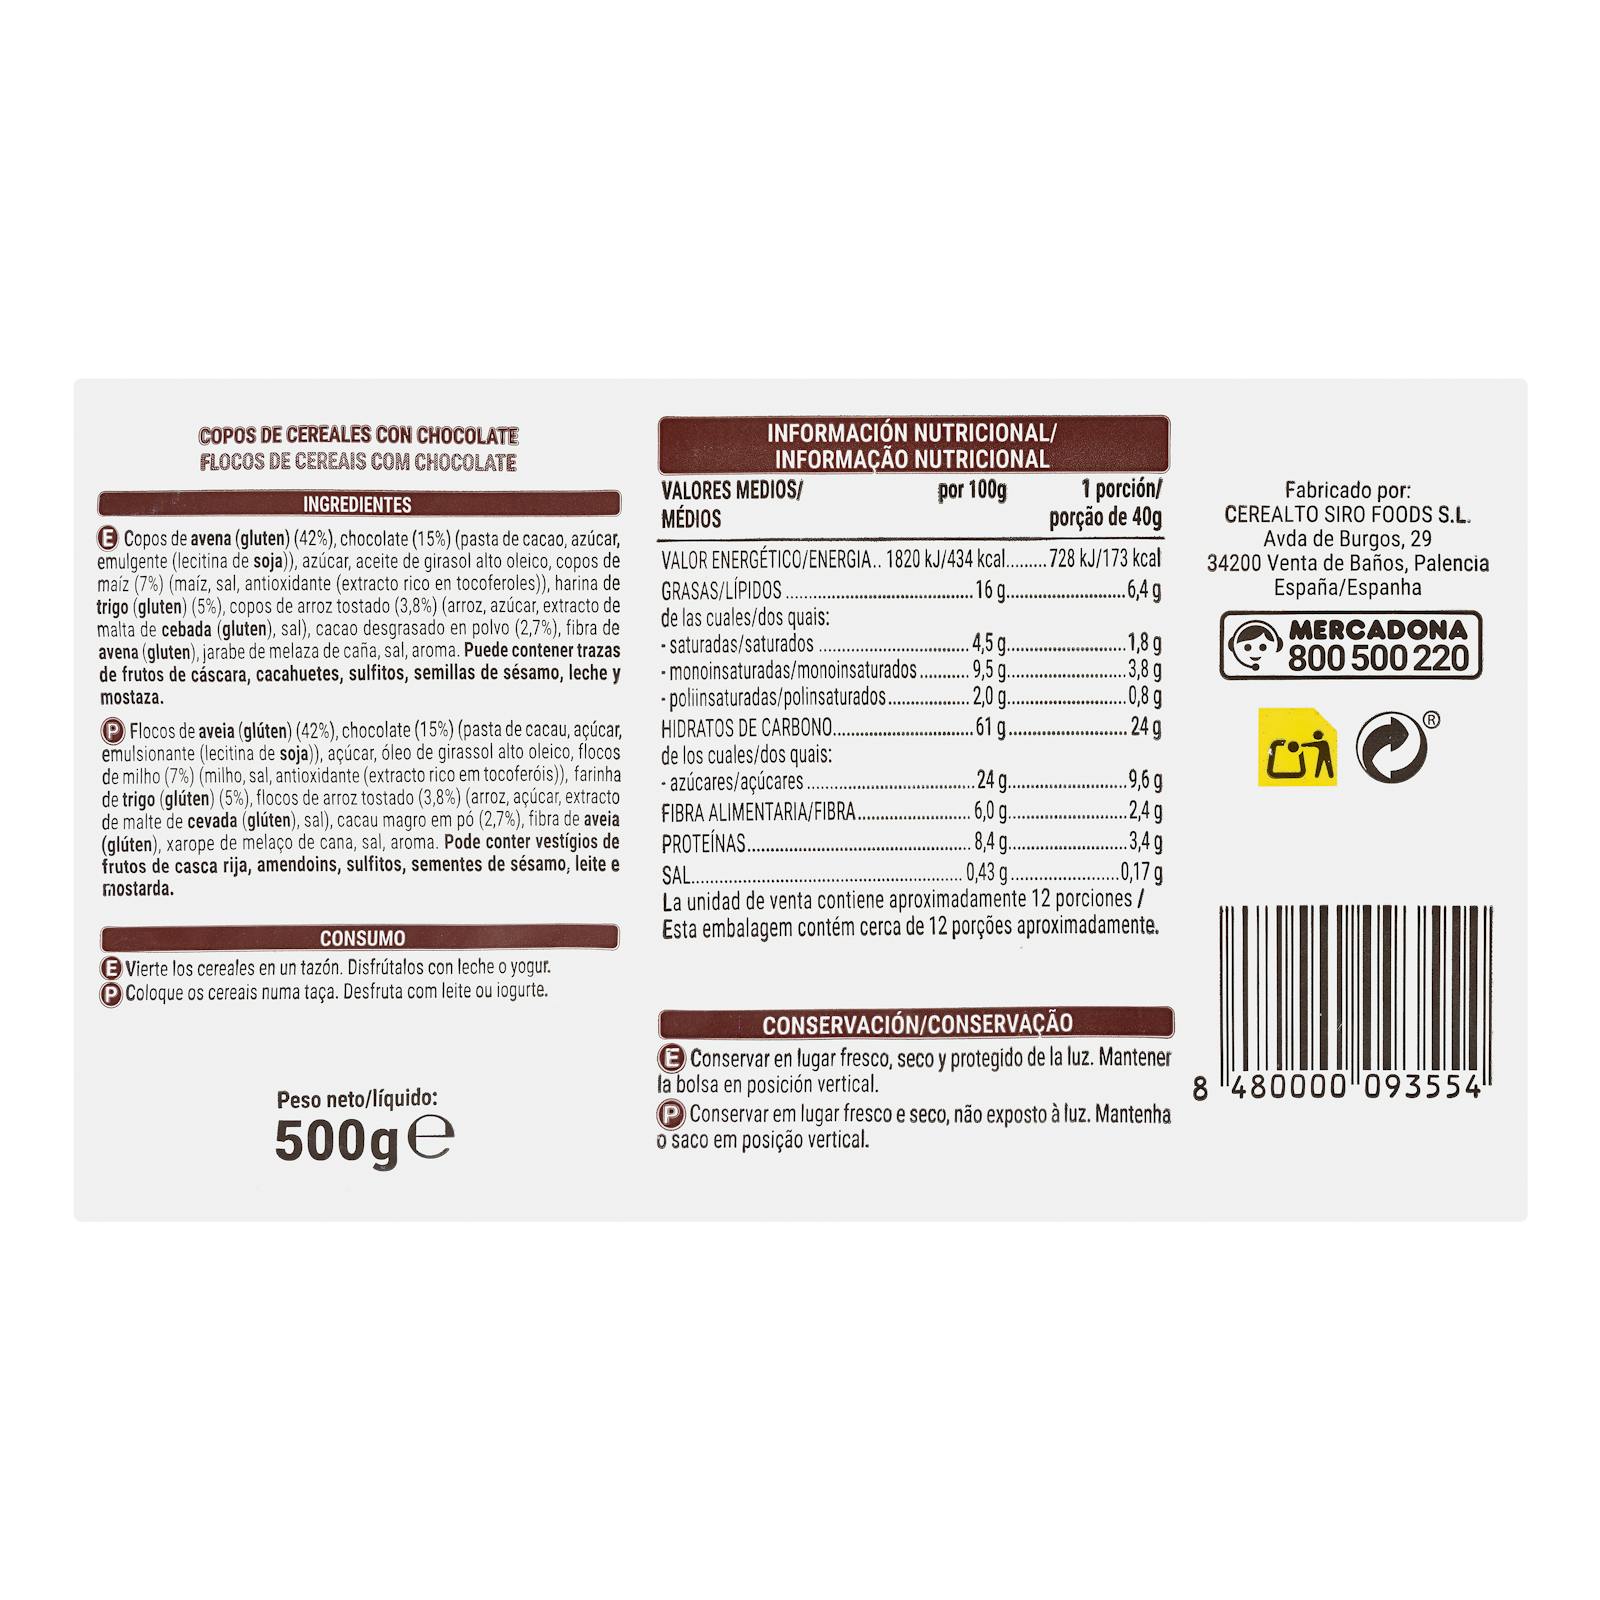 COPOS DE CEREALES CON CHOCOLATE
FLOCOS DE CEREAIS COM CHOCOLATE
INGREDIENTES
E Copos de avena (gluten) (42%), chocolate (15%) (pasta de cacao, azúcar,
emulgente (lecitina de soja)), azúcar, aceite de girasol alto oleico, copos de
maíz (7%) (maíz, sal, antioxidante (extracto rico en tocoferoles)), harina de
trigo (gluten) (5%), copos de arroz tostado (3,8%) (arroz, azúcar, extracto de
malta de cebada (gluten), sal), cacao desgrasado en polvo (2,7%), fibra de
avena (gluten), jarabe de melaza de caña, sal, aroma. Puede contener trazas
de frutos de cáscara, cacahuetes, sulfitos, semillas de sésamo, leche y
mostaza.
P Flocos de aveia (glúten) (42%), chocolate (15%) (pasta de cacau, açúcar,
emulsionante (lecitina de soja)), açúcar, óleo de girassol alto oleico, flocos
de milho (7%) (milho, sal, antioxidante (extracto rico em tocoferóis)), farinha
de trigo (glúten) (5%), flocos de arroz tostado (3,8%) (arroz, açúcar, extracto
de malte de cevada (glúten), sal), cacau magro em pó (2,7%), fibra de aveia
(glúten), xarope de melaço de cana, sal, aroma. Pode conter vestígios de
frutos de casca rija, amendoins, sulfitos, sementes de sésamo, leite e
mostarda.
CONSUMO
E Vierte los cereales en un tazón. Disfrútalos con leche o yogur.
P Coloque os cereais numa taça. Desfruta com leite ou iogurte.
Peso neto/líquido:
500g e
INFORMACIÓN NUTRICIONAL/
INFORMAÇÃO NUTRICIONAL
VALORES MEDIOS/ por 100g 1 porción/
MÉDIOS porção de 40g
VALOR ENERGÉTICO/ENERGIA.. 1820 kJ/434 kcal......... 728 kJ/173 kcal
GRASAS/LÍPIDOS .................... 16 g..................... 6,4 g
de las cuales/dos quais:
- saturadas/saturados .................... 4,5 g..................... 1,8 g
- monoinsaturadas/monoinsaturados ........... 9,5 g..................... 3,8 g
- poliinsaturadas/polinsaturados.................. 2,0 g..................... 0,8 g
HIDRATOS DE CARBONO.................... 61 g..................... 24 g
de los cuales/dos quais:
- azúcares/açúcares .................... 24 g..................... 9,6 g
FIBRA ALIMENTARIA/FIBRA.................... 6,0 g..................... 2,4 g
PROTEÍNAS.................... 8,4 g..................... 3,4 g
SAL.................... 0,43 g ..................... 0,17 g
La unidad de venta contiene aproximadamente 12 porciones /
Esta embalagem contém cerca de 12 porções aproximadamente.
CONSERVACIÓN/CONSERVAÇÃO
E Conservar en lugar fresco, seco y protegido de la luz. Mantener
la bolsa en posición vertical.
P Conservar em lugar fresco e seco, não exposto à luz. Mantenha
o saco em posição vertical.
Fabricado por:
CEREALTO SIRO FOODS S.L.
Avda de Burgos, 29
34200 Venta de Baños, Palencia
España/Espanha
MERCADONA
800 500 220
®
8 480000 093554